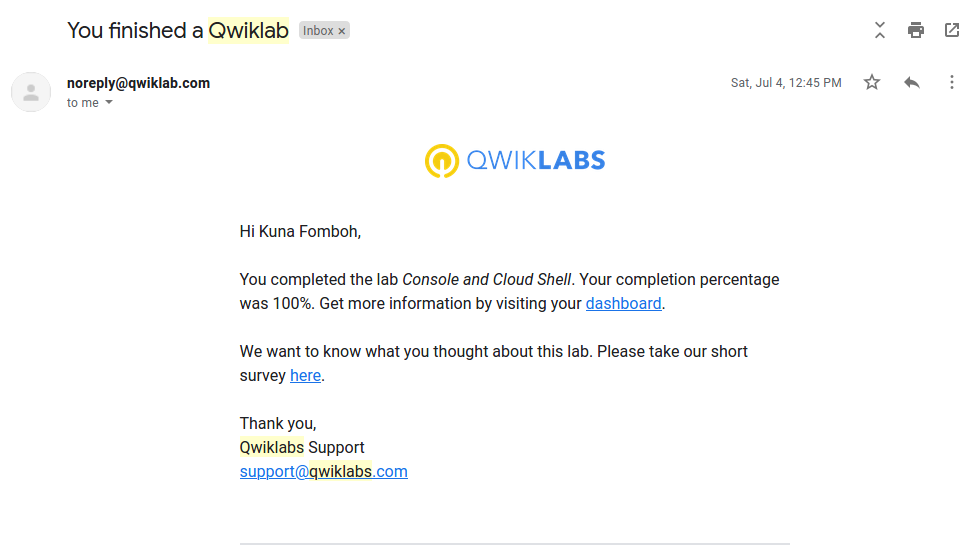 You finished a Qwiklab Inbox ×
noreply@qwiklab.com
Sat, Jul 4, 12:45 PM
to me
QWIKLABS
Hi Kuna Fomboh,
You completed the lab Console and Cloud Shell. Your completion percentage
was 100%. Get more information by visiting your dashboard.
We want to know what you thought about this lab. Please take our short
survey here.
Thank you,
Qwiklabs Support
support@qwiklabs.com